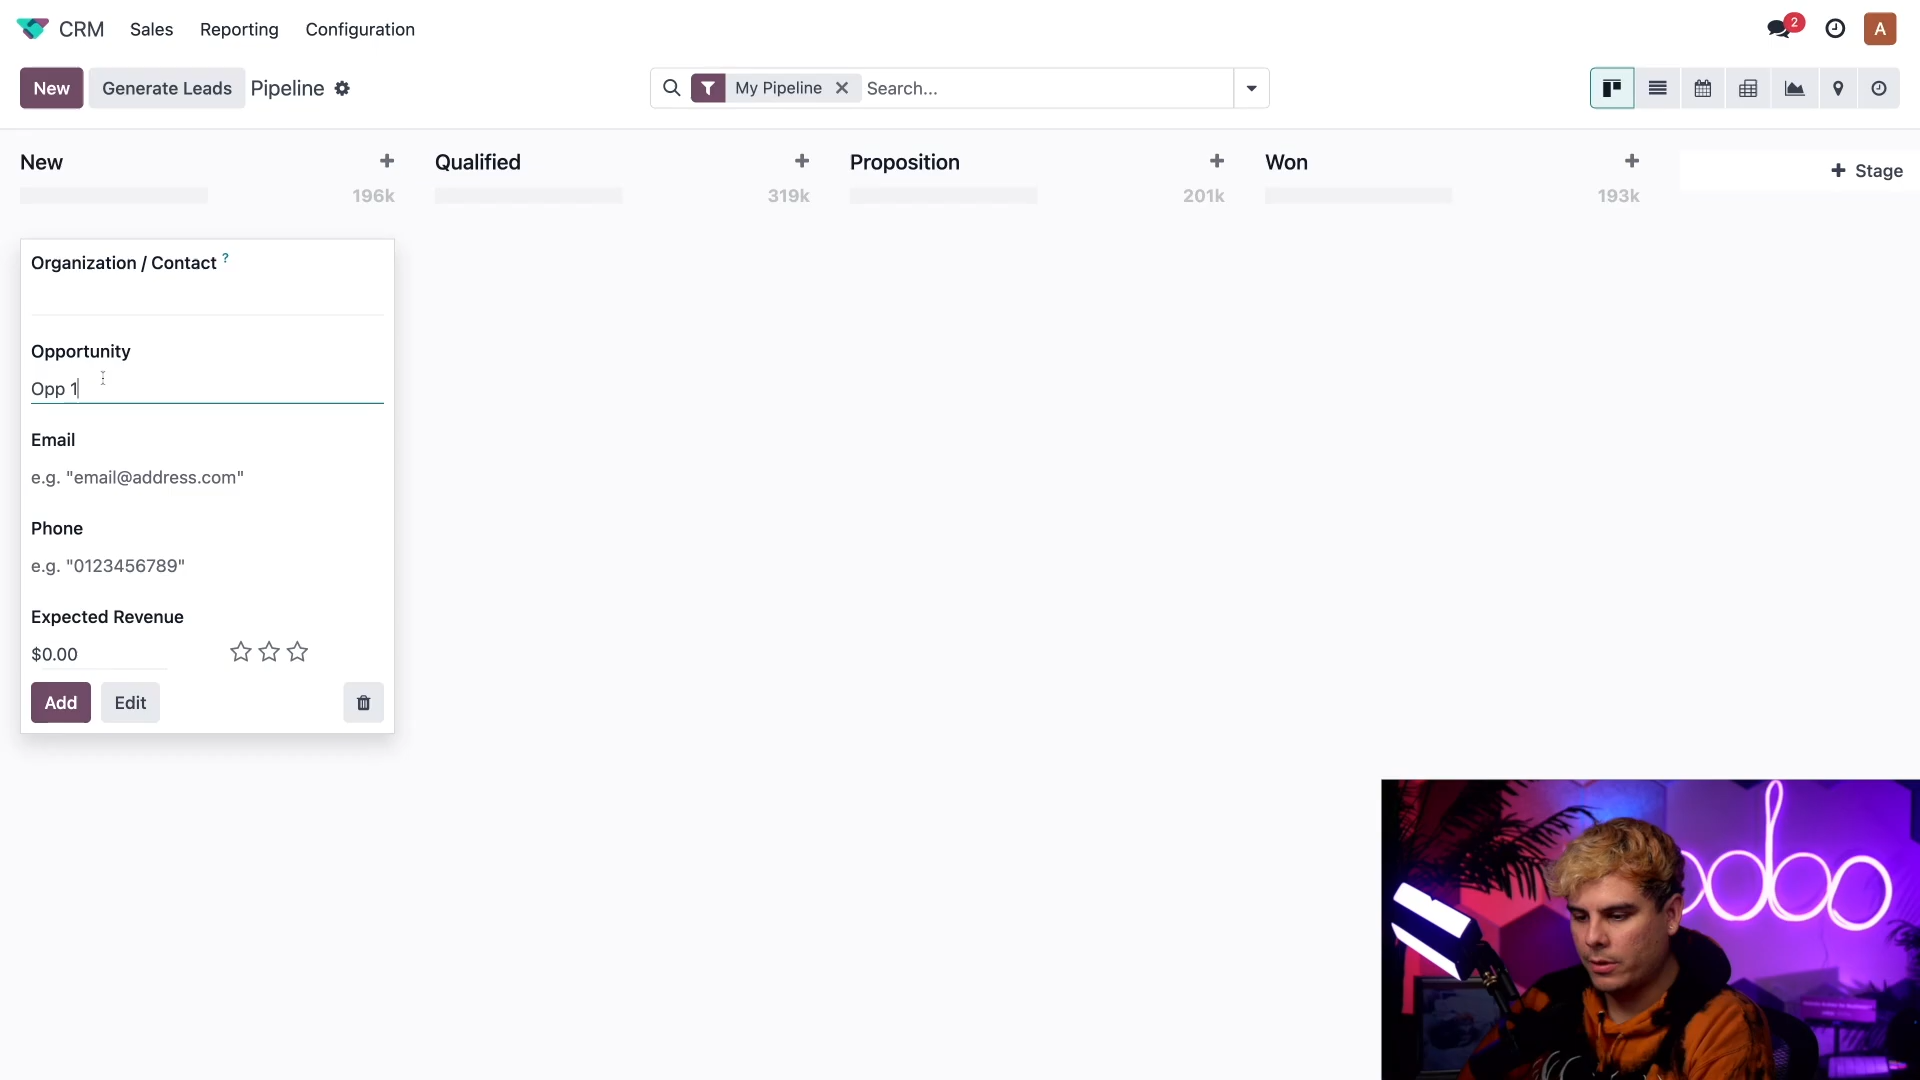 CRM Sales Reporting Configuration 2 A
New Generate Leads Pipeline My Pipeline Search...
New Qualified Proposition Won + Stage
196k 319k 201k 193k
Organization / Contact ?
Opportunity
Opp 1
Email
e.g. "email@address.com"
Phone
e.g. "0123456789"
Expected Revenue
$0.00
Add Edit
odoo